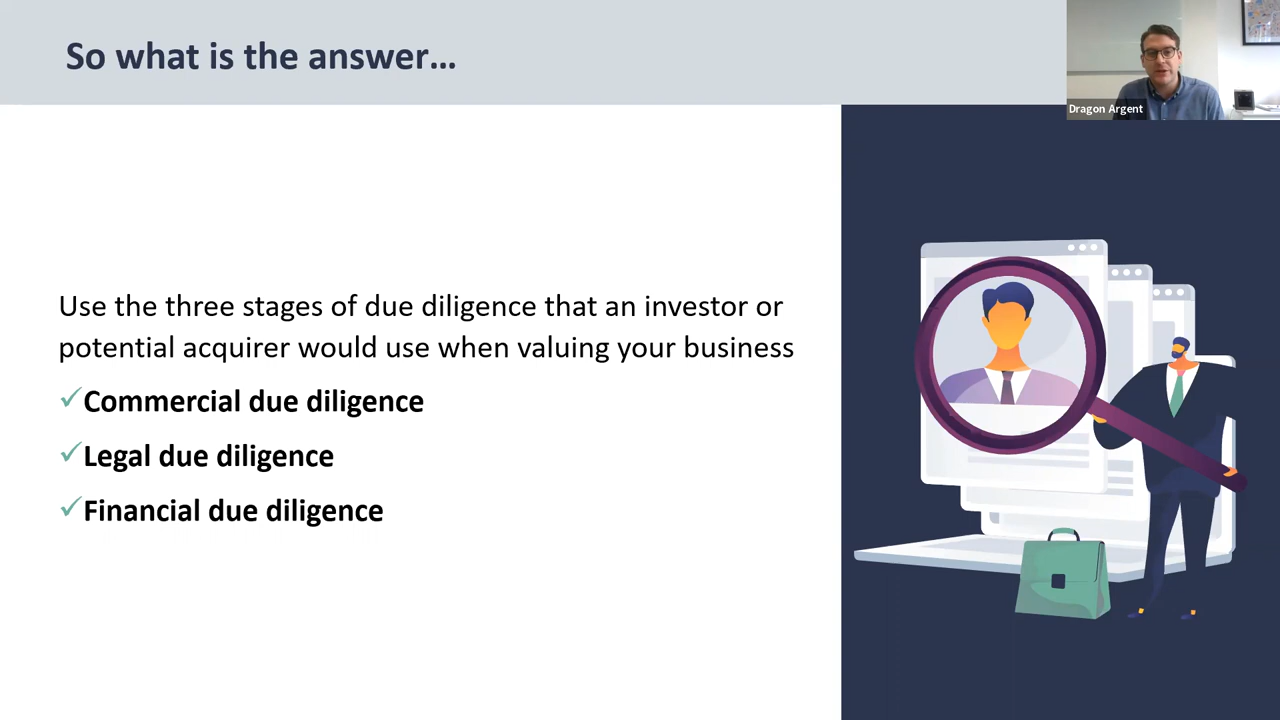 So what is the answer…
Dragon Argent
Use the three stages of due diligence that an investor or
potential acquirer would use when valuing your business
Commercial due diligence
Legal due diligence
Financial due diligence